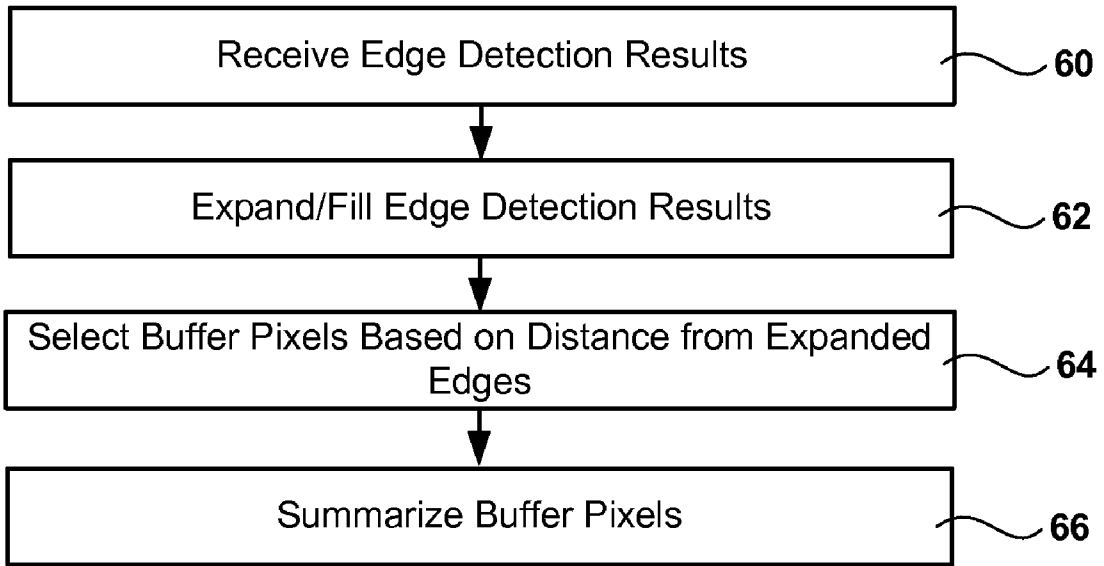 Receive Edge Detection Results
60
Expand/Fill Edge Detection Results
62
Select Buffer Pixels Based on Distance from Expanded
Edges
64
Summarize Buffer Pixels
66